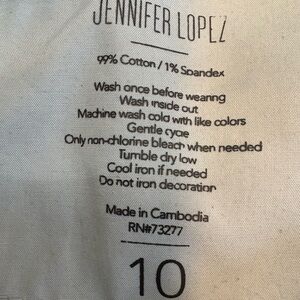 JENNIFER LOPEZ
99% Cotton / 1% Spandex
Wash once before wearing
Wash inside out
Machine wash cold with like colors
Gentle cycle
Only non-chlorine bleach when needed
Tumble dry low
Cool iron if needed
Do not iron decoration
Made in Cambodia
RN#73277
10